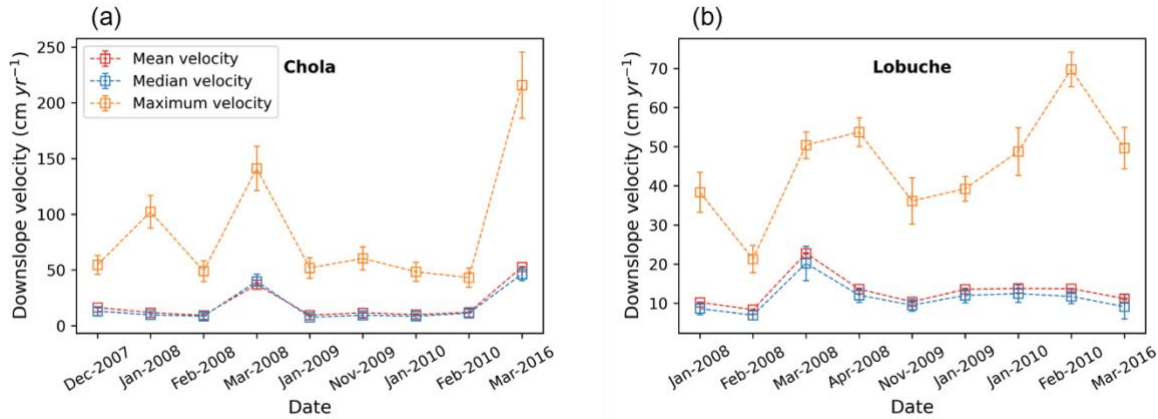 (a)
Downslope velocity (cm yr⁻¹)
250
200
150
100
50
0
Mean velocity
Median velocity
Maximum velocity
Chola
Dec-2007
Jan-2008
Feb-2008
Mar-2008
Jan-2009
Nov-2009
Jan-2010
Feb-2010
Mar-2016
Date
(b)
Downslope velocity (cm yr⁻¹)
70
60
50
40
30
20
10
Lobuche
Jan-2008
Feb-2008
Mar-2008
Apr-2008
Nov-2009
Jan-2009
Jan-2010
Feb-2010
Mar-2016
Date